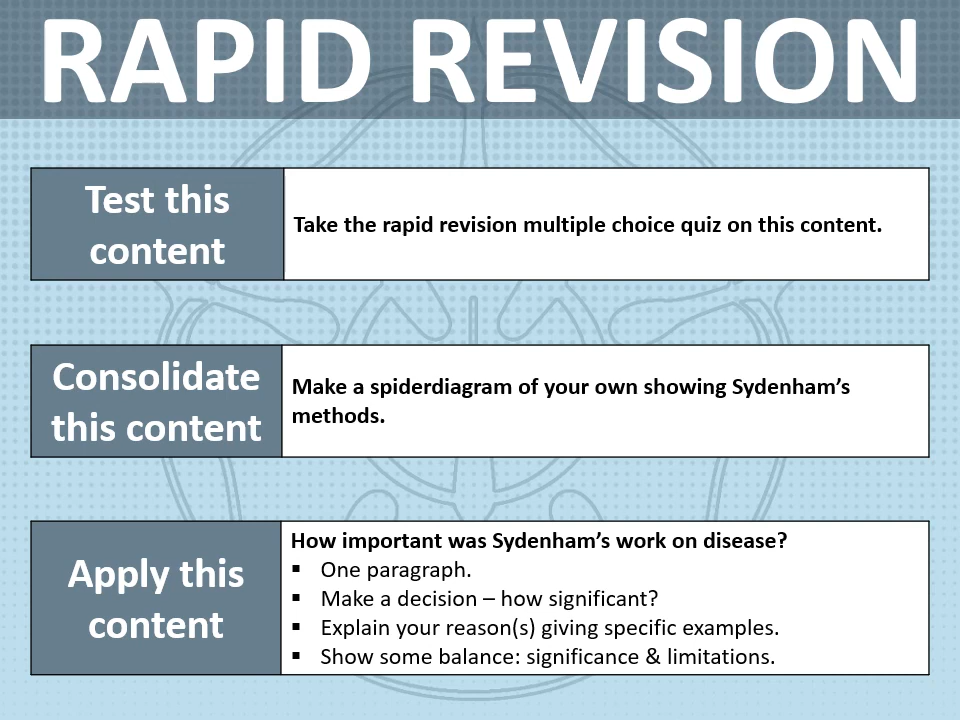 RAPID REVISION
Test this
content
Take the rapid revision multiple choice quiz on this content.
Consolidate
this content
Make a spiderdiagram of your own showing Sydenham’s
methods.
Apply this
content
How important was Sydenham’s work on disease?
▪ One paragraph.
▪ Make a decision – how significant?
▪ Explain your reason(s) giving specific examples.
▪ Show some balance: significance & limitations.